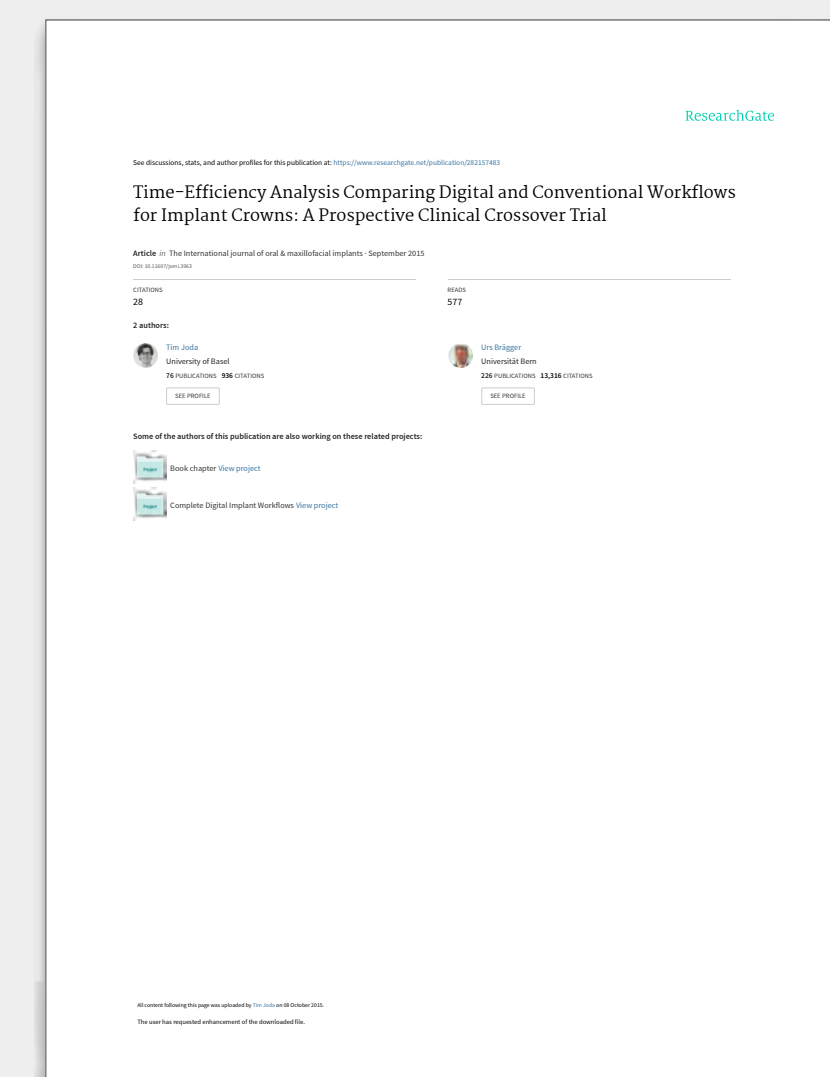 ResearchGate
See discussions, stats, and author profiles for this publication at: https://www.researchgate.net/publication/282157483
Time-Efficiency Analysis Comparing Digital and Conventional Workflows
for Implant Crowns: A Prospective Clinical Crossover Trial
Article in The International journal of oral & maxillofacial implants · September 2015
DOI: 10.11607/jomi.3963
CITATIONS
28
READS
577
2 authors:
Tim Joda
University of Basel
76 PUBLICATIONS 936 CITATIONS
SEE PROFILE
Urs Brägger
Universität Bern
226 PUBLICATIONS 13,316 CITATIONS
SEE PROFILE
Some of the authors of this publication are also working on these related projects:
Project
Book chapter View project
Project
Complete Digital Implant Workflows View project
All content following this page was uploaded by Tim Joda on 08 October 2015.
The user has requested enhancement of the downloaded file.